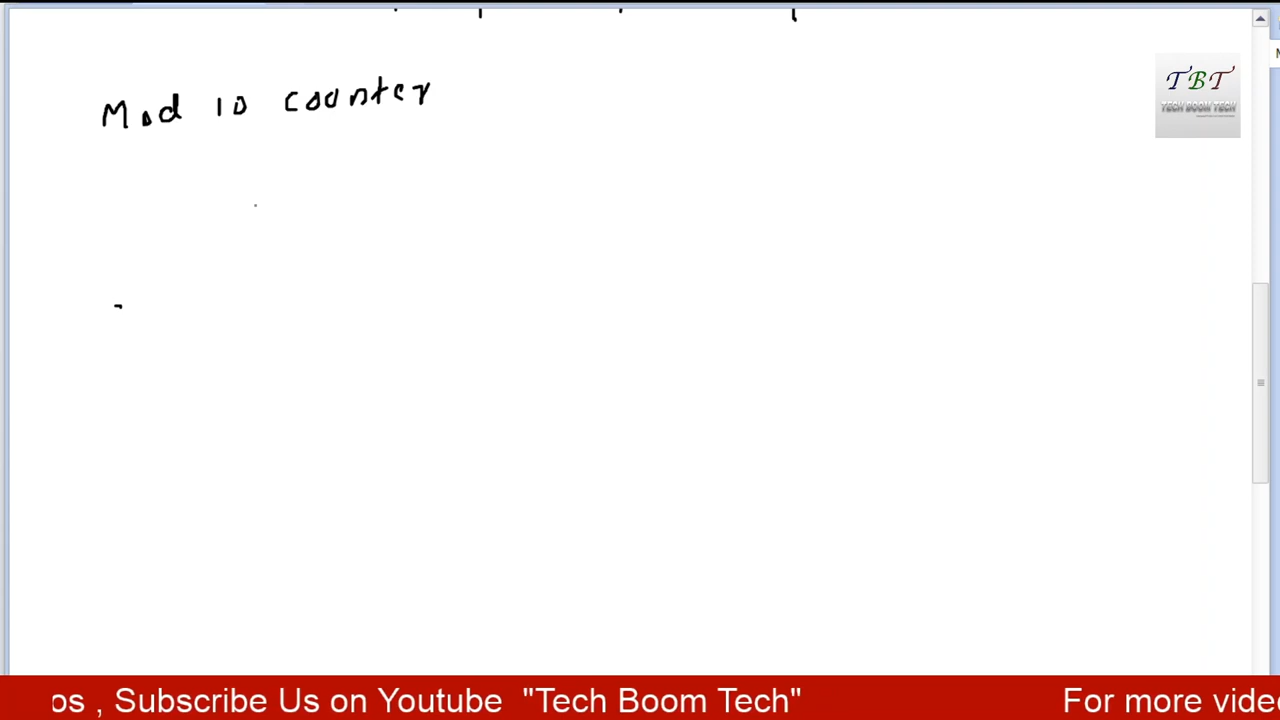 Mod 10 counter
TBT
TECH BOOM TECH
os , Subscribe Us on Youtube "Tech Boom Tech" For more vide